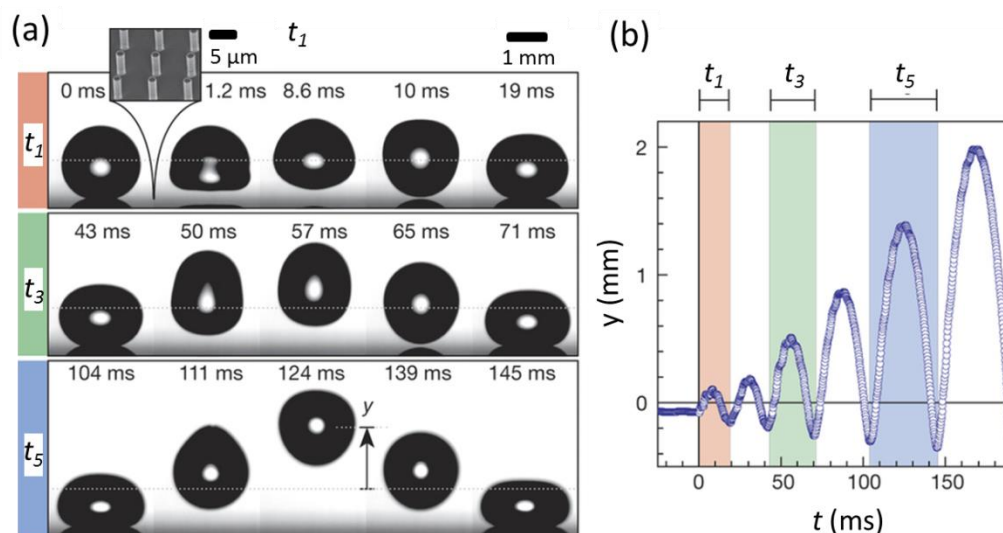 (a)
5 µm
t1
1 mm
t1
0 ms
1.2 ms
8.6 ms
10 ms
19 ms
t3
43 ms
50 ms
57 ms
65 ms
71 ms
t5
104 ms
111 ms
124 ms
139 ms
145 ms
y
(b)
t1
t3
t5
y (mm)
2
1
0
0
50
100
150
t (ms)